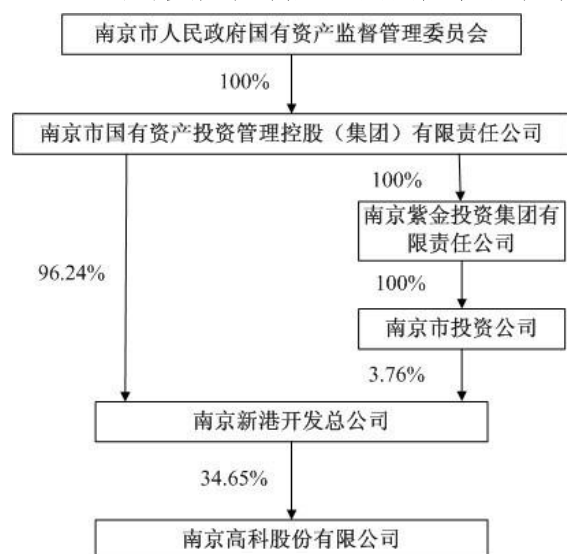 南京市人民政府国有资产监督管理委员会
100%
南京市国有资产投资管理控股（集团）有限责任公司
100%
南京紫金投资集团有
限责任公司
96.24%
100%
南京市投资公司
3.76%
南京新港开发总公司
34.65%
南京高科股份有限公司